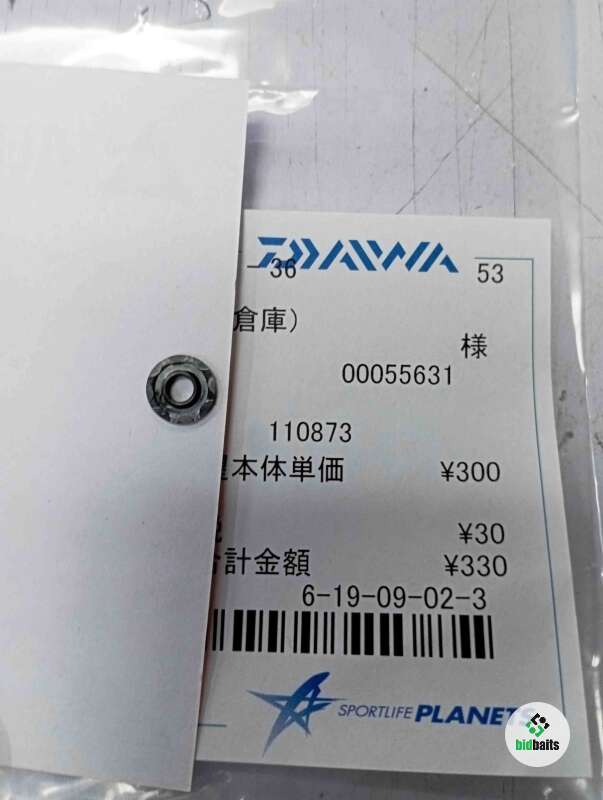 DAIWA
-36 53
倉庫)
様
00055631
110873
本体単価 ¥300
¥30
計金額 ¥330
6-19-09-02-3
SPORTLIFE PLANETS
bidbaits